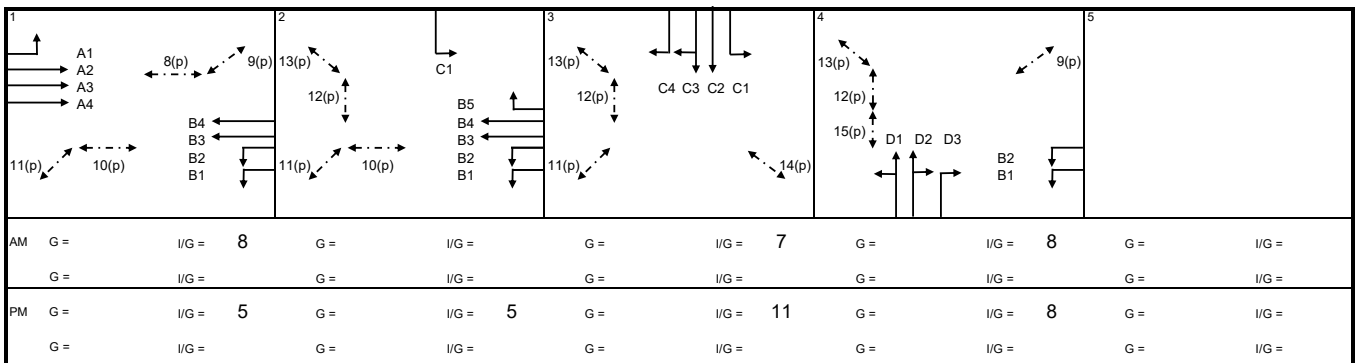 1 2 3 4 5
A1
A2
A3
A4
8(p)
9(p)
B4
B3
B2
B1
11(p)
10(p)
C1
13(p)
12(p)
B5
B4
B3
B2
B1
11(p)
10(p)
13(p)
12(p)
C4 C3 C2 C1
11(p)
14(p)
13(p)
12(p)
15(p)
9(p)
D1 D2 D3
B2
B1
AM G = I/G = 8 G = I/G = G = I/G = 7 G = I/G = 8 G = I/G =
G = I/G = G = I/G = G = I/G = G = I/G = G = I/G =
PM G = I/G = 5 G = I/G = 5 G = I/G = 11 G = I/G = 8 G = I/G =
G = I/G = G = I/G = G = I/G = G = I/G = G = I/G =